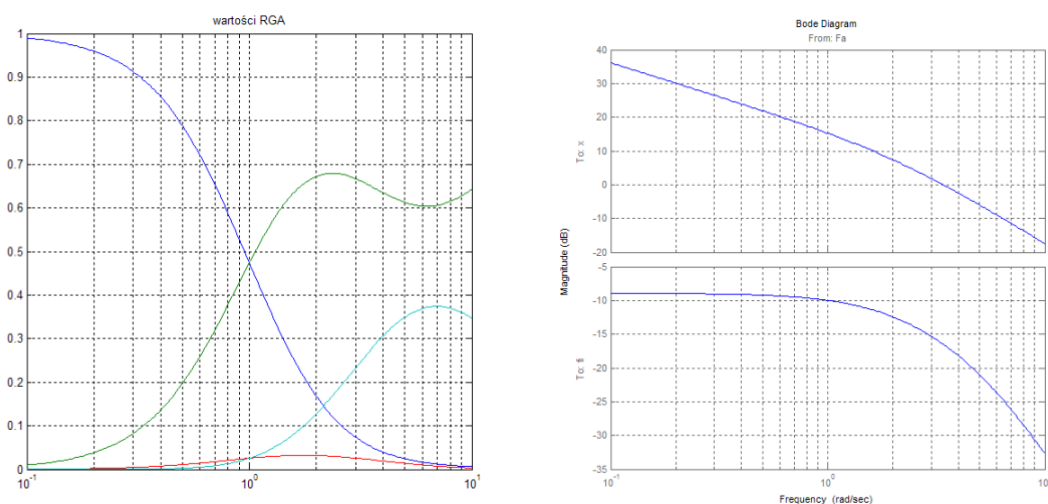 wartości RGA
1
0.9
0.8
0.7
0.6
0.5
0.4
0.3
0.2
0.1
0
10⁻¹ 10⁰ 10¹
Bode Diagram
From: Fa
Magnitude (dB)
To: x
40
30
20
10
0
-10
-20
To: fi
-5
-10
-15
-20
-25
-30
-35
10⁻¹ 10⁰ 10¹
Frequency (rad/sec)